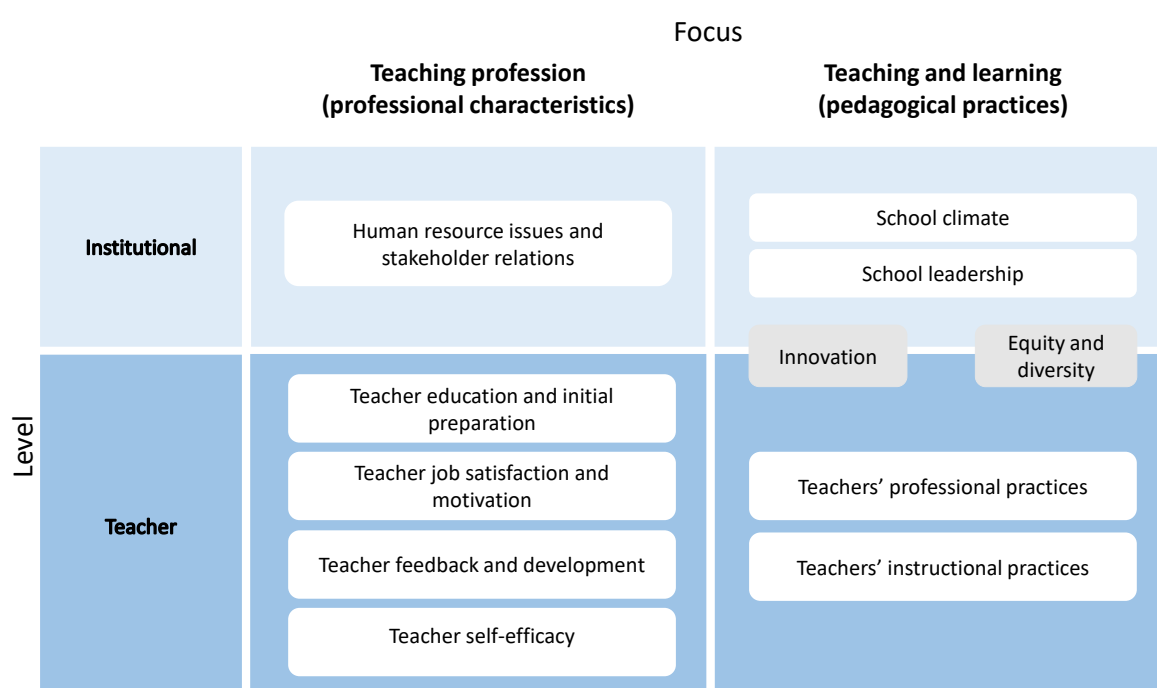 Focus
Teaching profession
(professional characteristics)
Teaching and learning
(pedagogical practices)
Level
Institutional
Human resource issues and
stakeholder relations
School climate
School leadership
Innovation
Equity and
diversity
Teacher
Teacher education and initial
preparation
Teacher job satisfaction and
motivation
Teacher feedback and development
Teacher self-efficacy
Teachers’ professional practices
Teachers’ instructional practices